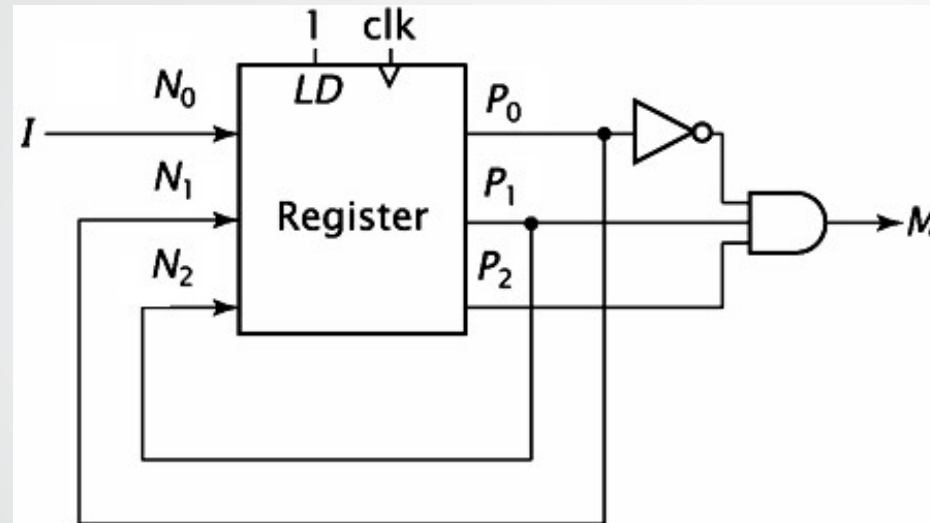 1 clk
N₀ LD P₀
I
N₁ P₁
Register M
N₂ P₂